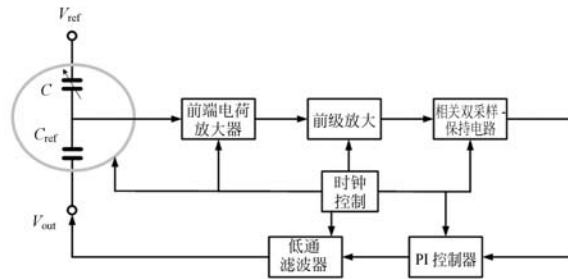 Vref
C
Cref
Vout
前端电荷
放大器
前级放大
相关双采样-
保持电路
时钟
控制
低通
滤波器
PI 控制器